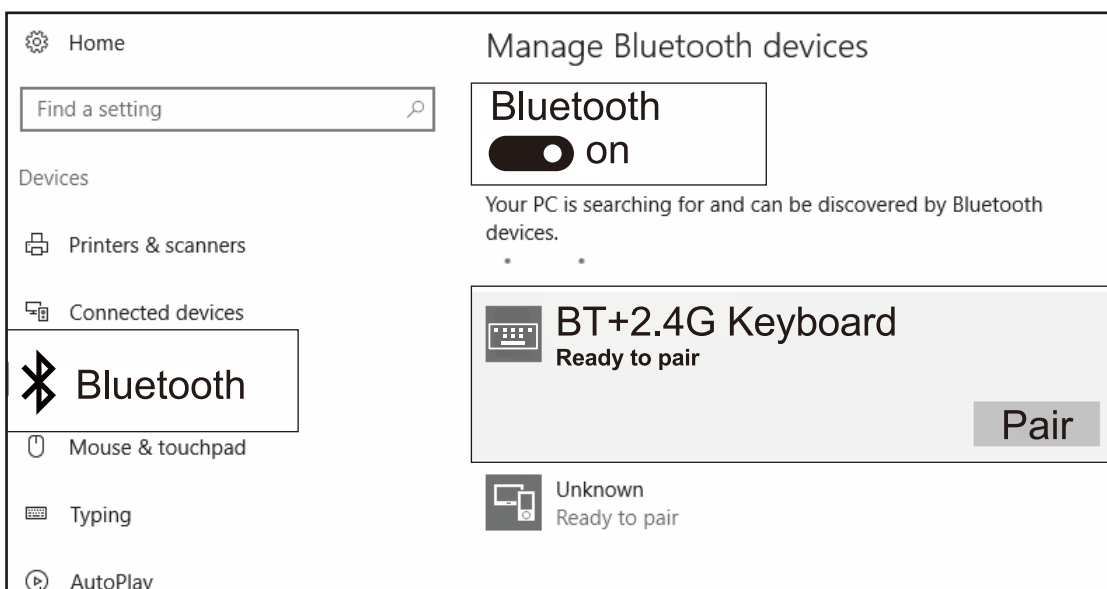 Home
Find a setting
Devices
Printers & scanners
Connected devices
Bluetooth
Mouse & touchpad
Typing
AutoPlay
Manage Bluetooth devices
Bluetooth
on
Your PC is searching for and can be discovered by Bluetooth
devices.
BT+2.4G Keyboard
Ready to pair
Pair
Unknown
Ready to pair